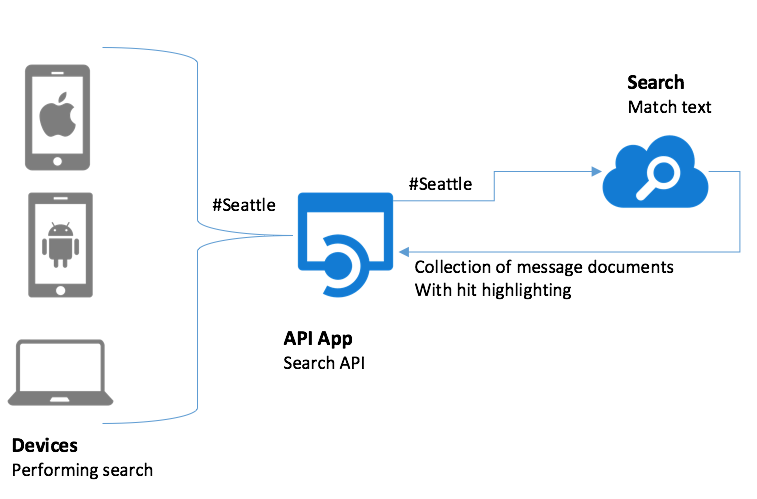 Search
Match text
#Seattle
#Seattle
Collection of message documents
With hit highlighting
API App
Search API
Devices
Performing search